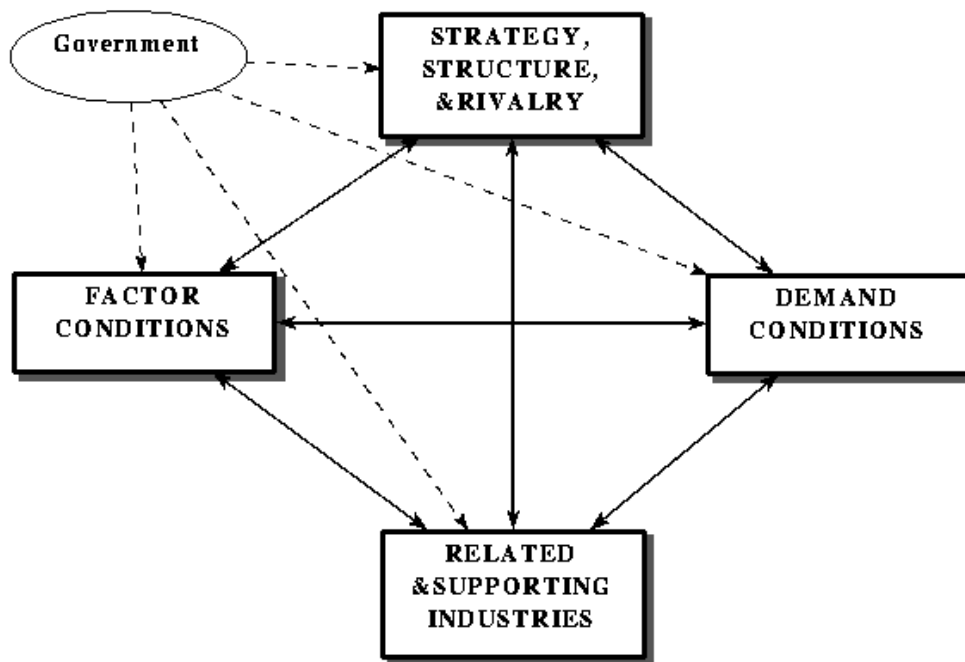 Government
STRATEGY,
STRUCTURE,
&RIVALRY
FACTOR
CONDITIONS
DEMAND
CONDITIONS
RELATED
&SUPPORTING
INDUSTRIES